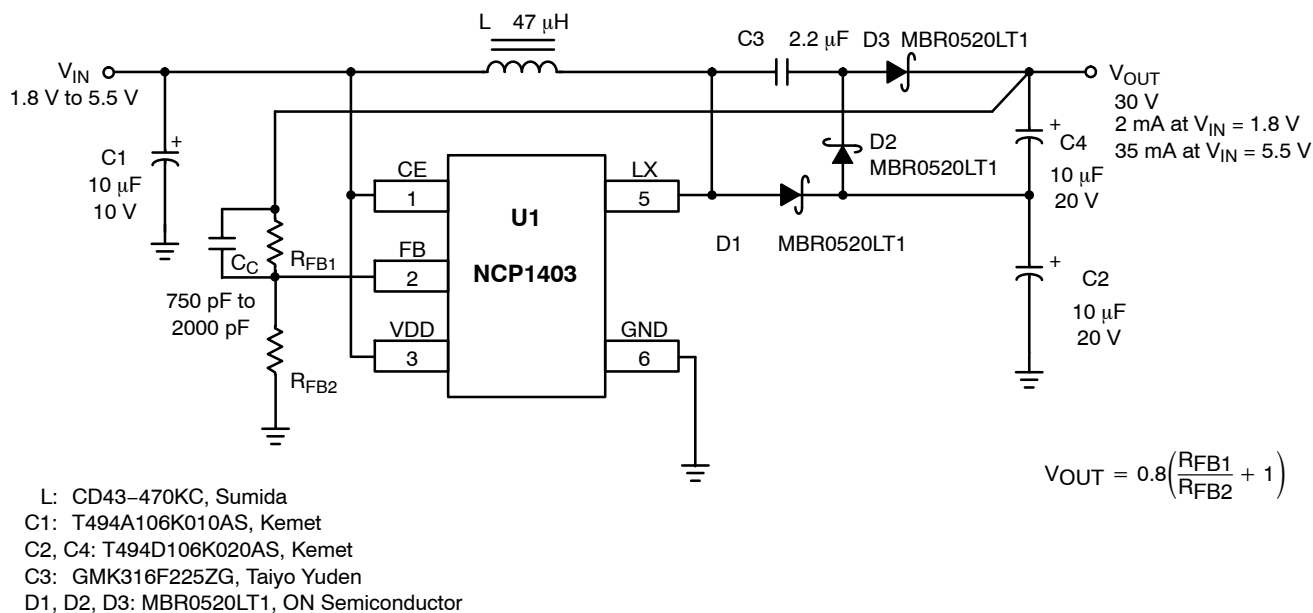 L 47 µH
C3 2.2 µF D3 MBR0520LT1
VIN
1.8 V to 5.5 V
VOUT
30 V
2 mA at VIN = 1.8 V
35 mA at VIN = 5.5 V
+
C1
10 µF
10 V
D2
MBR0520LT1
+
C4
10 µF
20 V
CE
1
LX
5
U1
NCP1403
D1 MBR0520LT1
CC
RFB1
FB
2
750 pF to
2000 pF
+
C2
10 µF
20 V
VDD
3
GND
6
RFB2
VOUT = 0.8(RFB1/RFB2 + 1)
L: CD43−470KC, Sumida
C1: T494A106K010AS, Kemet
C2, C4: T494D106K020AS, Kemet
C3: GMK316F225ZG, Taiyo Yuden
D1, D2, D3: MBR0520LT1, ON Semiconductor